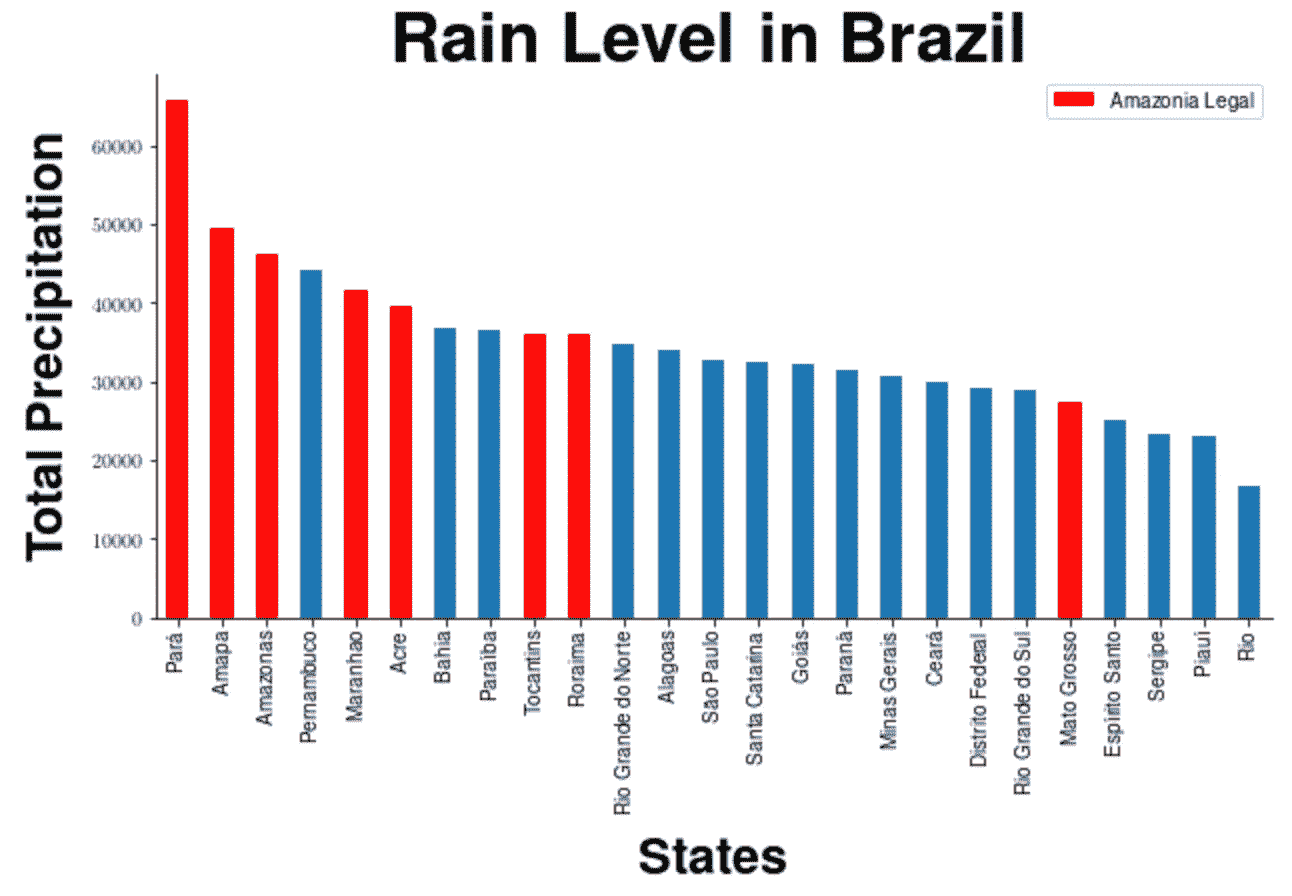 Rain Level in Brazil
Amazonia Legal
Total Precipitation
60000
50000
40000
30000
20000
10000
0
Pará
Amapa
Amazonas
Pernambuco
Maranhao
Acre
Bahia
Paraíba
Tocantins
Roraima
Rio Grande do Norte
Alagoas
São Paulo
Santa Catarina
Goiás
Paraná
Minas Gerais
Ceará
Distrito Federal
Rio Grande do Sul
Mato Grosso
Espírito Santo
Sergipe
Piauí
Rio
States